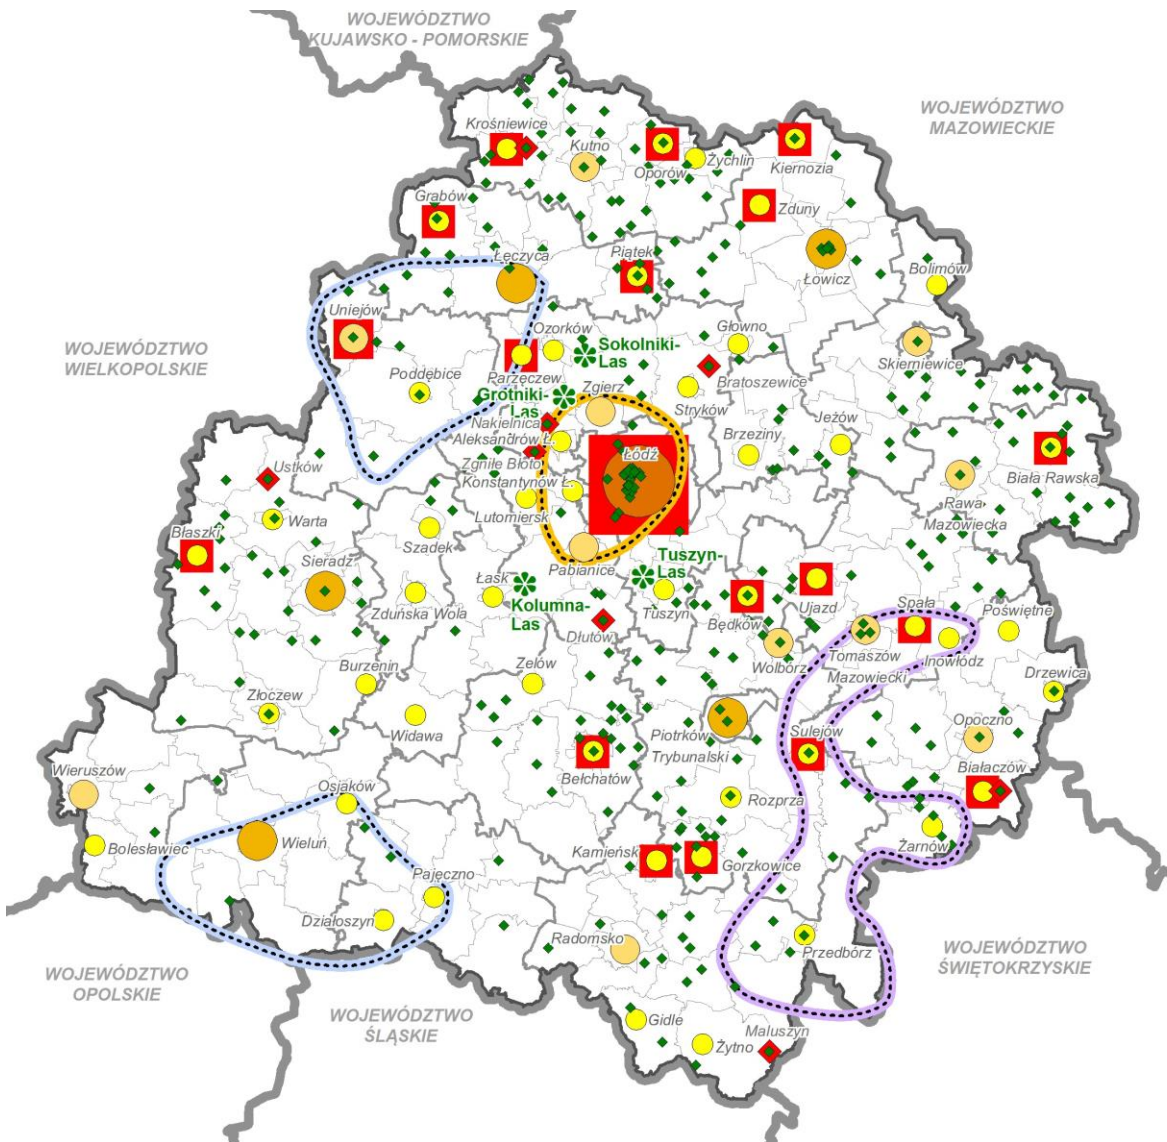 WOJEWÓDZTWO
KUJAWSKO - POMORSKIE
WOJEWÓDZTWO
MAZOWIECKIE
Krośniewice
Kutno
Oporów
Żychlin
Kiernozia
Zduny
Grabów
Łęczyca
Piątek
Łowicz
Bolimów
Uniejów
Ozorków
Głowno
Skierniewice
WOJEWÓDZTWO
WIELKOPOLSKIE
Sokolniki-
Las
Poddębice
Parzęczew
Zgierz
Bratoszewice
Grotniki-
Las
Stryków
Nakielnica
Aleksandrów Ł.
Brzeziny
Jeżów
Łódź
Ustków
Zgniłe Błoto
Konstantynów Ł.
Biała Rawska
Rawa
Mazowiecka
Warta
Lutomiersk
Szadek
Błaszki
Sieradz
Pabianice
Tuszyn-
Las
Łask
Kolumna-
Las
Zduńska Wola
Tuszyn
Będków
Ujazd
Spała
Poświętne
Dłutów
Wolbórz
Tomaszów
Mazowiecki
Inowłódz
Burzenin
Zelów
Drzewica
Złoczew
Widawa
Piotrków
Trybunalski
Sulejów
Opoczno
Wieruszów
Bełchatów
Białaczów
Osjaków
Rozprza
Bolesławiec
Wieluń
Kamieńsk
Gorzkowice
Żarnów
Pajęczno
Działoszyn
Radomsko
Przedbórz
WOJEWÓDZTWO
ŚWIĘTOKRZYSKIE
WOJEWÓDZTWO
OPOLSKIE
WOJEWÓDZTWO
ŚLĄSKIE
Gidle
Żytno
Maluszyn